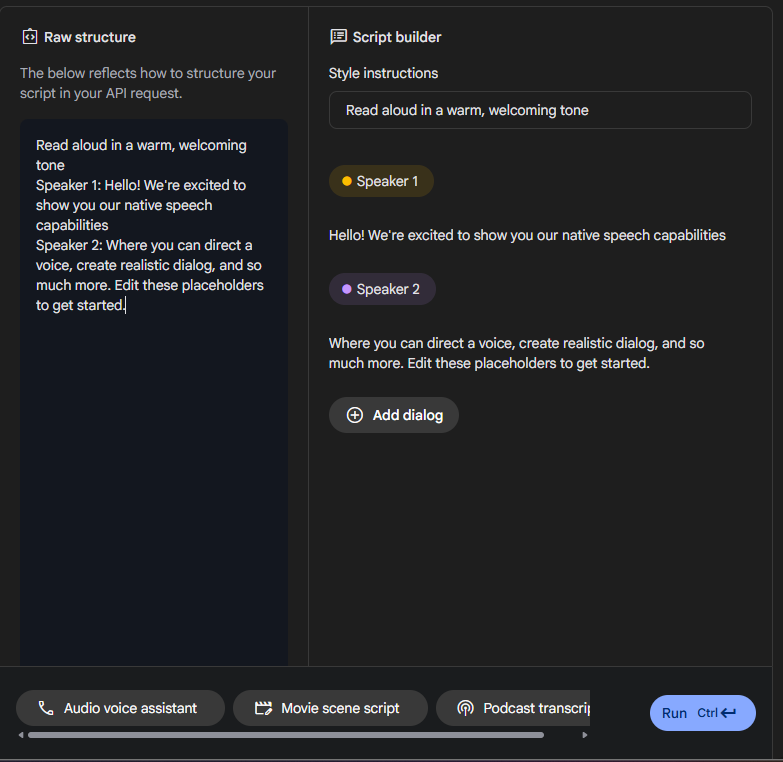 Raw structure
The below reflects how to structure your
script in your API request.
Read aloud in a warm, welcoming
tone
Speaker 1: Hello! We're excited to
show you our native speech
capabilities
Speaker 2: Where you can direct a
voice, create realistic dialog, and so
much more. Edit these placeholders
to get started.
Script builder
Style instructions
Read aloud in a warm, welcoming tone
Speaker 1
Hello! We're excited to show you our native speech capabilities
Speaker 2
Where you can direct a voice, create realistic dialog, and so
much more. Edit these placeholders to get started.
Add dialog
Audio voice assistant
Movie scene script
Podcast transcrip
Run Ctrl